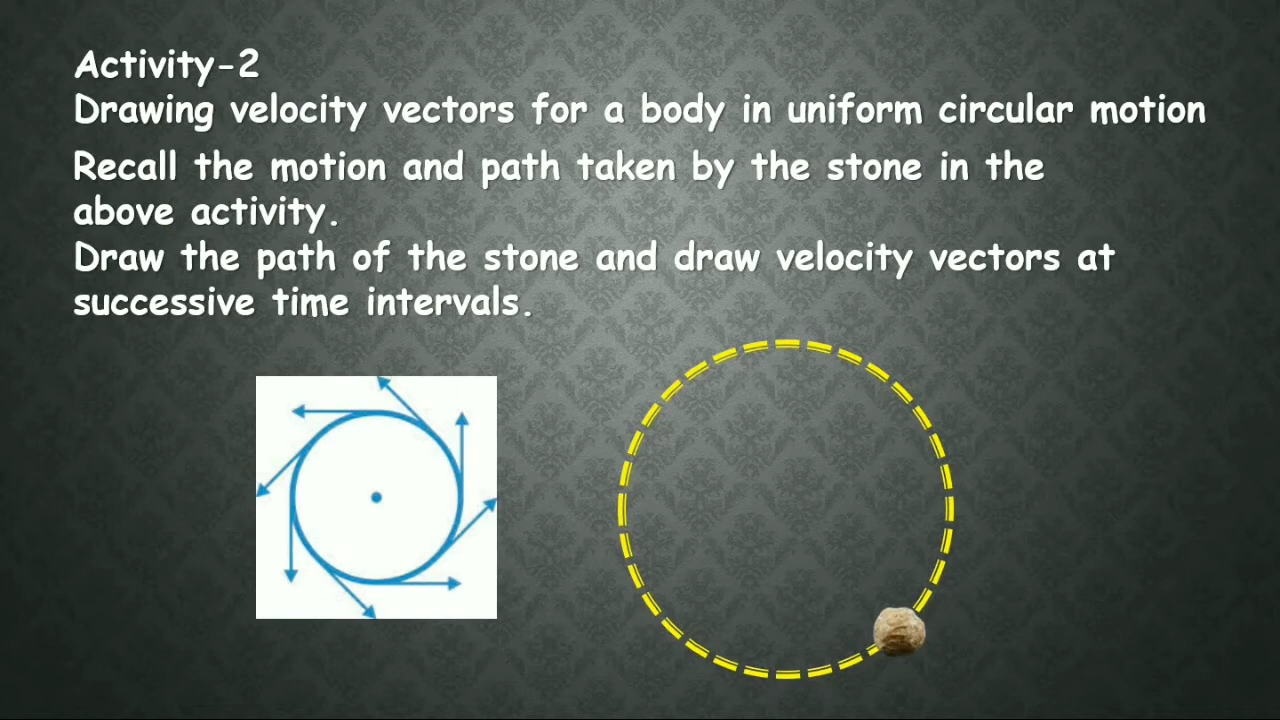 Activity-2
Drawing velocity vectors for a body in uniform circular motion
Recall the motion and path taken by the stone in the
above activity.
Draw the path of the stone and draw velocity vectors at
successive time intervals.